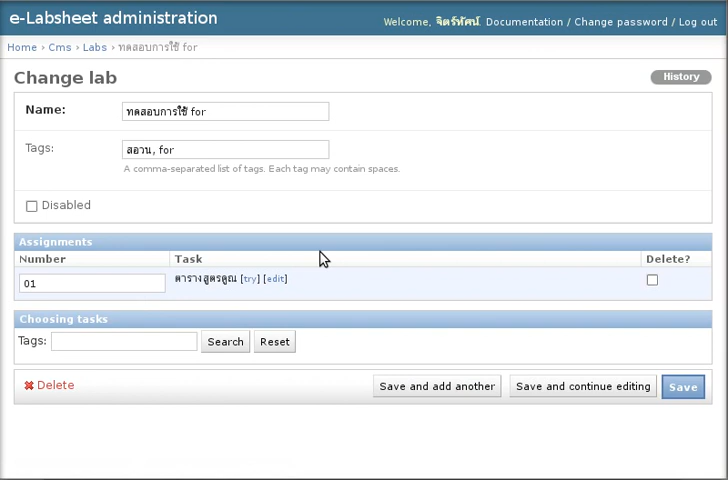 e-Labsheet administration
Welcome, จิตร์ทัศน์. Documentation / Change password / Log out
Home › Cms › Labs › ทดสอบการใช้ for
Change lab
History
Name: ทดสอบการใช้ for
Tags: สอวน, for
A comma-separated list of tags. Each tag may contain spaces.
Disabled
Assignments
Number Task Delete?
01 ตารางสูตรคูณ [try] [edit]
Choosing tasks
Tags: Search Reset
Delete Save and add another Save and continue editing Save